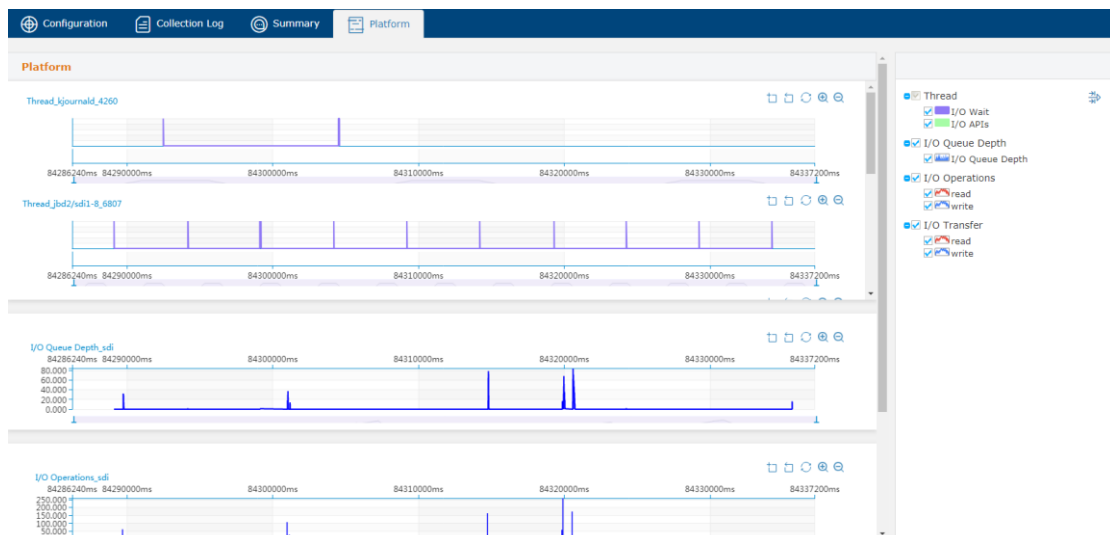 Configuration Collection Log Summary Platform
Platform
Thread_kjournald_4260
84286240ms 84290000ms 84300000ms 84310000ms 84320000ms 84330000ms 84337200ms
Thread_jbd2/sdi1-8_6807
84286240ms 84290000ms 84300000ms 84310000ms 84320000ms 84330000ms 84337200ms
I/O Queue Depth_sdi
84286240ms 84290000ms 84300000ms 84310000ms 84320000ms 84330000ms 84337200ms
80.000
60.000
40.000
20.000
0.000
I/O Operations_sdi
84286240ms 84290000ms 84300000ms 84310000ms 84320000ms 84330000ms 84337200ms
250.000
200.000
150.000
100.000
50.000
Thread
I/O Wait
I/O APIs
I/O Queue Depth
I/O Queue Depth
I/O Operations
read
write
I/O Transfer
read
write